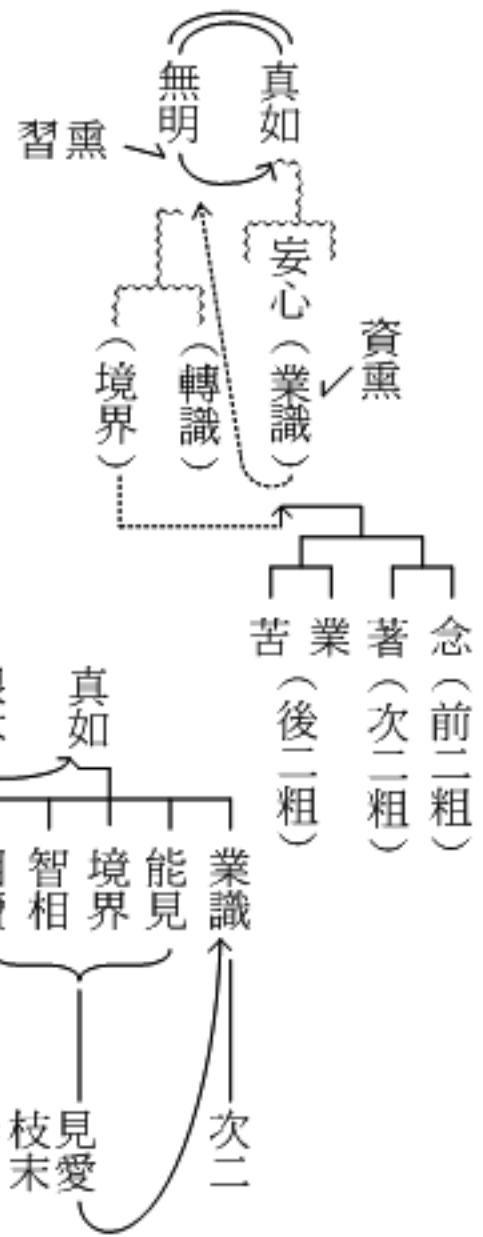 真如
無明
習熏
妄心（業識）
資熏
（轉識）
（境界）
念（前二粗）
著（次二粗）
業
苦（後二粗）
真如
業識
能見
境界
智相
次二
見愛
枝末